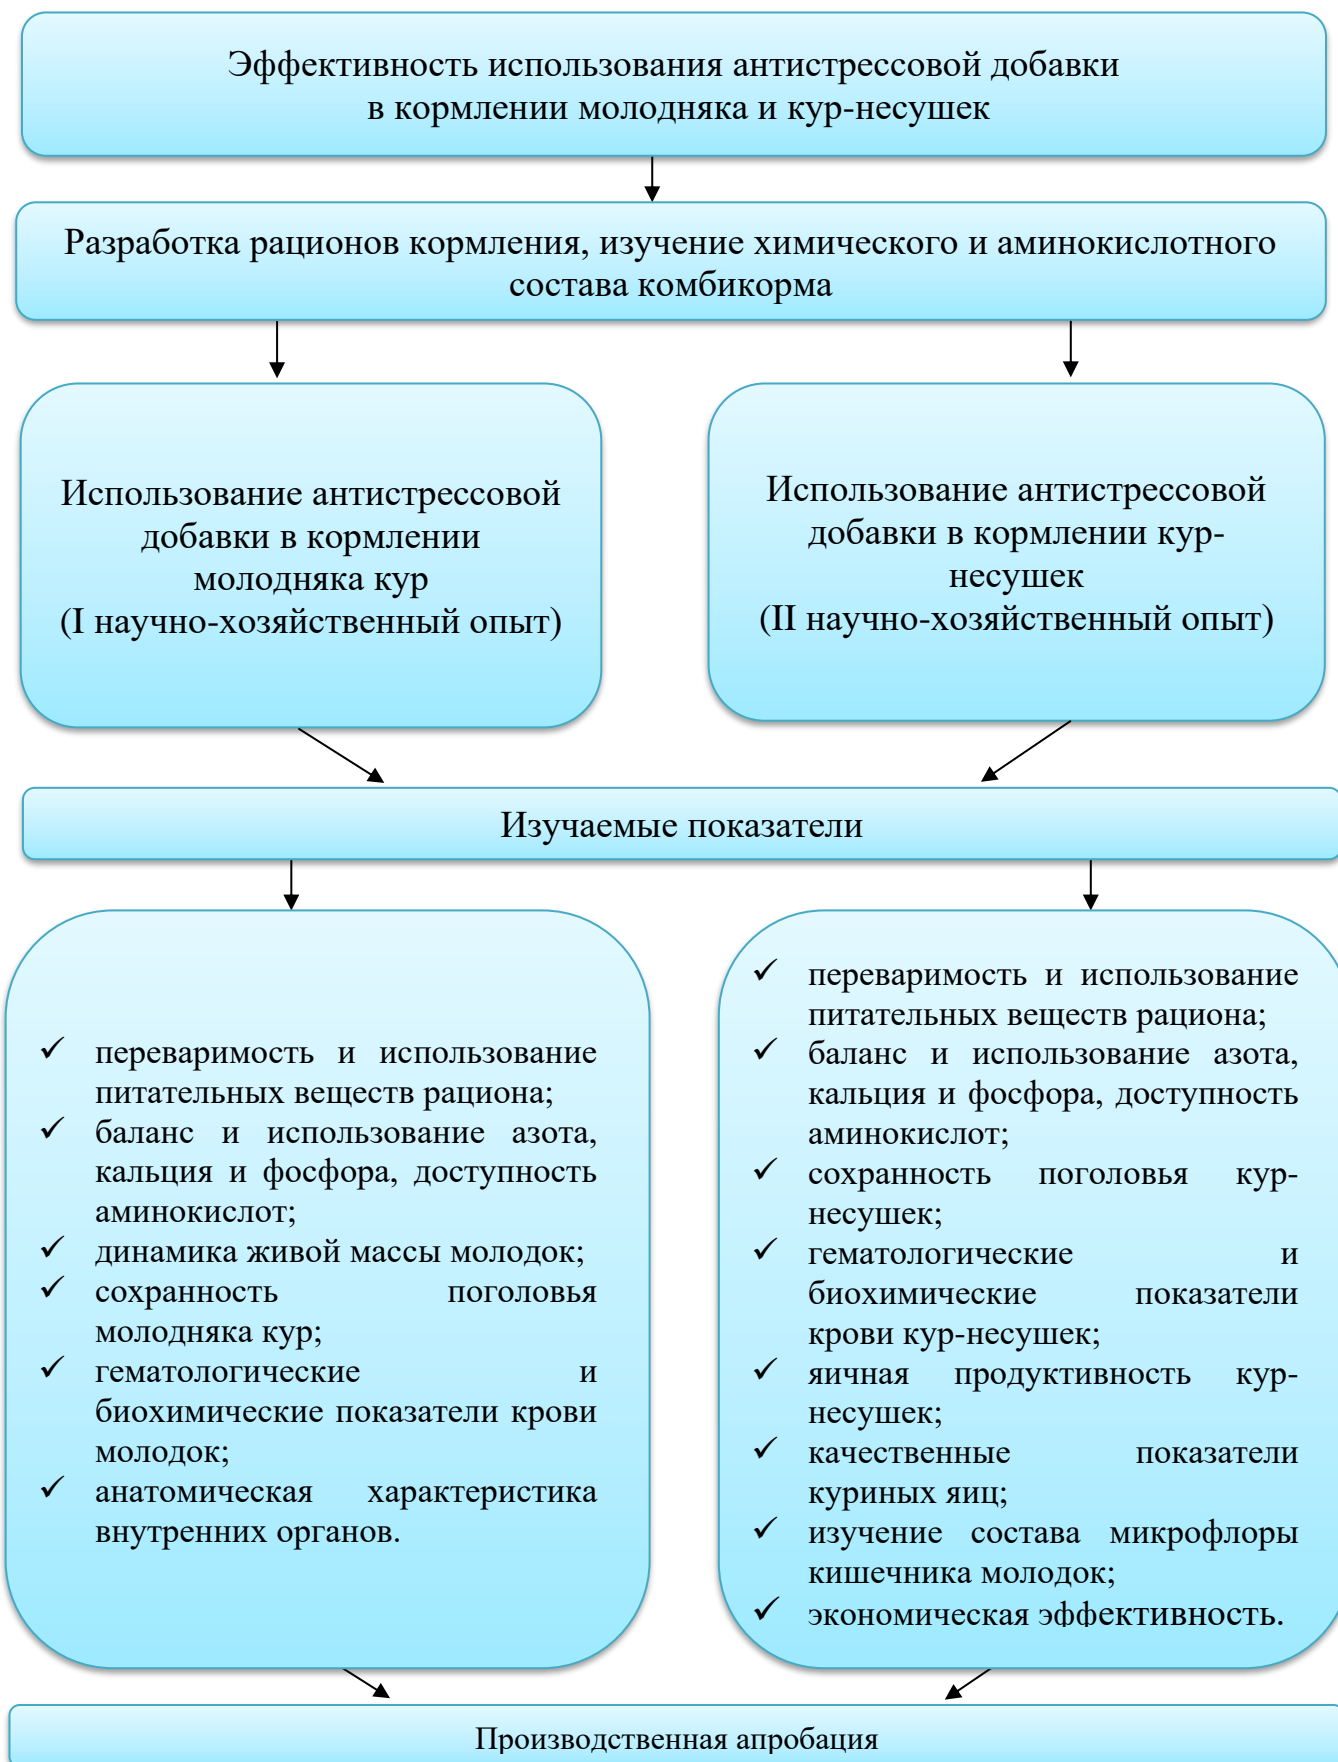 Эффективность использования антистрессовой добавки
в кормлении молодняка и кур-несушек
Разработка рационов кормления, изучение химического и аминокислотного
состава комбикорма
Использование антистрессовой
добавки в кормлении
молодняка кур
(I научно-хозяйственный опыт)
Использование антистрессовой
добавки в кормлении кур-
несушек
(II научно-хозяйственный опыт)
Изучаемые показатели
✓ переваримость и использование
питательных веществ рациона;
✓ баланс и использование азота,
кальция и фосфора, доступность
аминокислот;
✓ динамика живой массы молодок;
✓ сохранность поголовья
молодняка кур;
✓ гематологические и
биохимические показатели крови
молодок;
✓ анатомическая характеристика
внутренних органов.
✓ переваримость и использование
питательных веществ рациона;
✓ баланс и использование азота,
кальция и фосфора, доступность
аминокислот;
✓ сохранность поголовья кур-
несушек;
✓ гематологические и
биохимические показатели
крови кур-несушек;
✓ яичная продуктивность кур-
несушек;
✓ качественные показатели
куриных яиц;
✓ изучение состава микрофлоры
кишечника молодок;
✓ экономическая эффективность.
Производственная апробация